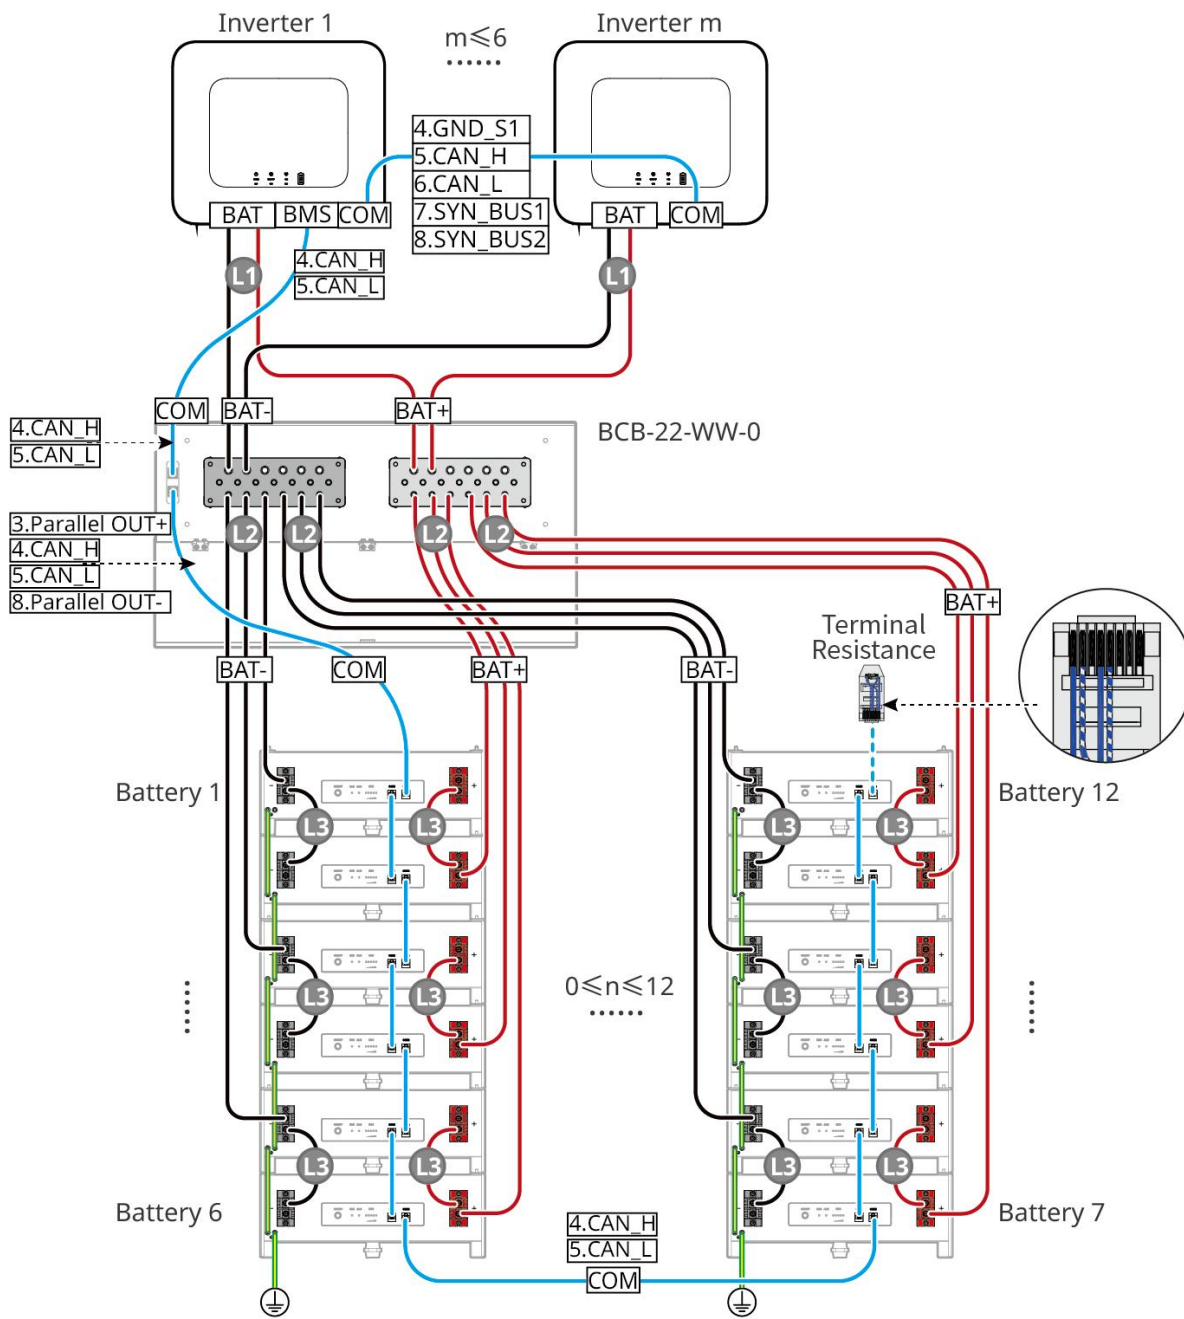 Inverter 1
m≤6
......
Inverter m
4.GND_S1
5.CAN_H
6.CAN_L
7.SYN_BUS1
8.SYN_BUS2
BAT
BMS
COM
BAT
COM
L1
4.CAN_H
5.CAN_L
L1
COM
BAT-
BAT+
BCB-22-WW-0
4.CAN_H
5.CAN_L
3.Parallel OUT+
4.CAN_H
5.CAN_L
8.Parallel OUT-
L2
L2
L2
L2
BAT+
Terminal
Resistance
BAT-
COM
BAT+
BAT-
Battery 1
Battery 12
L3
L3
L3
L3
0≤n≤12
......
L3
L3
L3
L3
L3
L3
L3
L3
Battery 6
Battery 7
4.CAN_H
5.CAN_L
COM